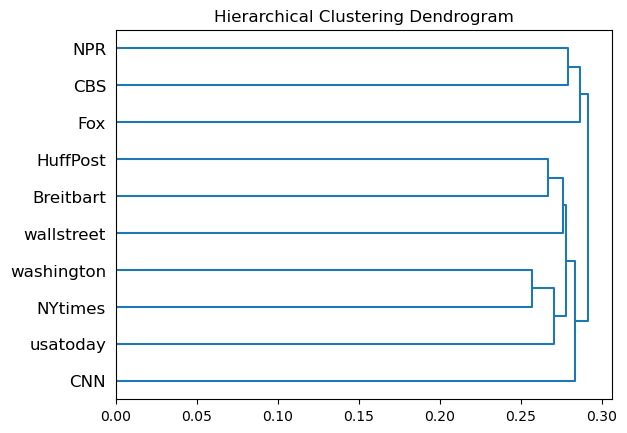 Hierarchical Clustering Dendrogram
NPR
CBS
Fox
HuffPost
Breitbart
wallstreet
washington
NYtimes
usatoday
CNN
0.00 0.05 0.10 0.15 0.20 0.25 0.30